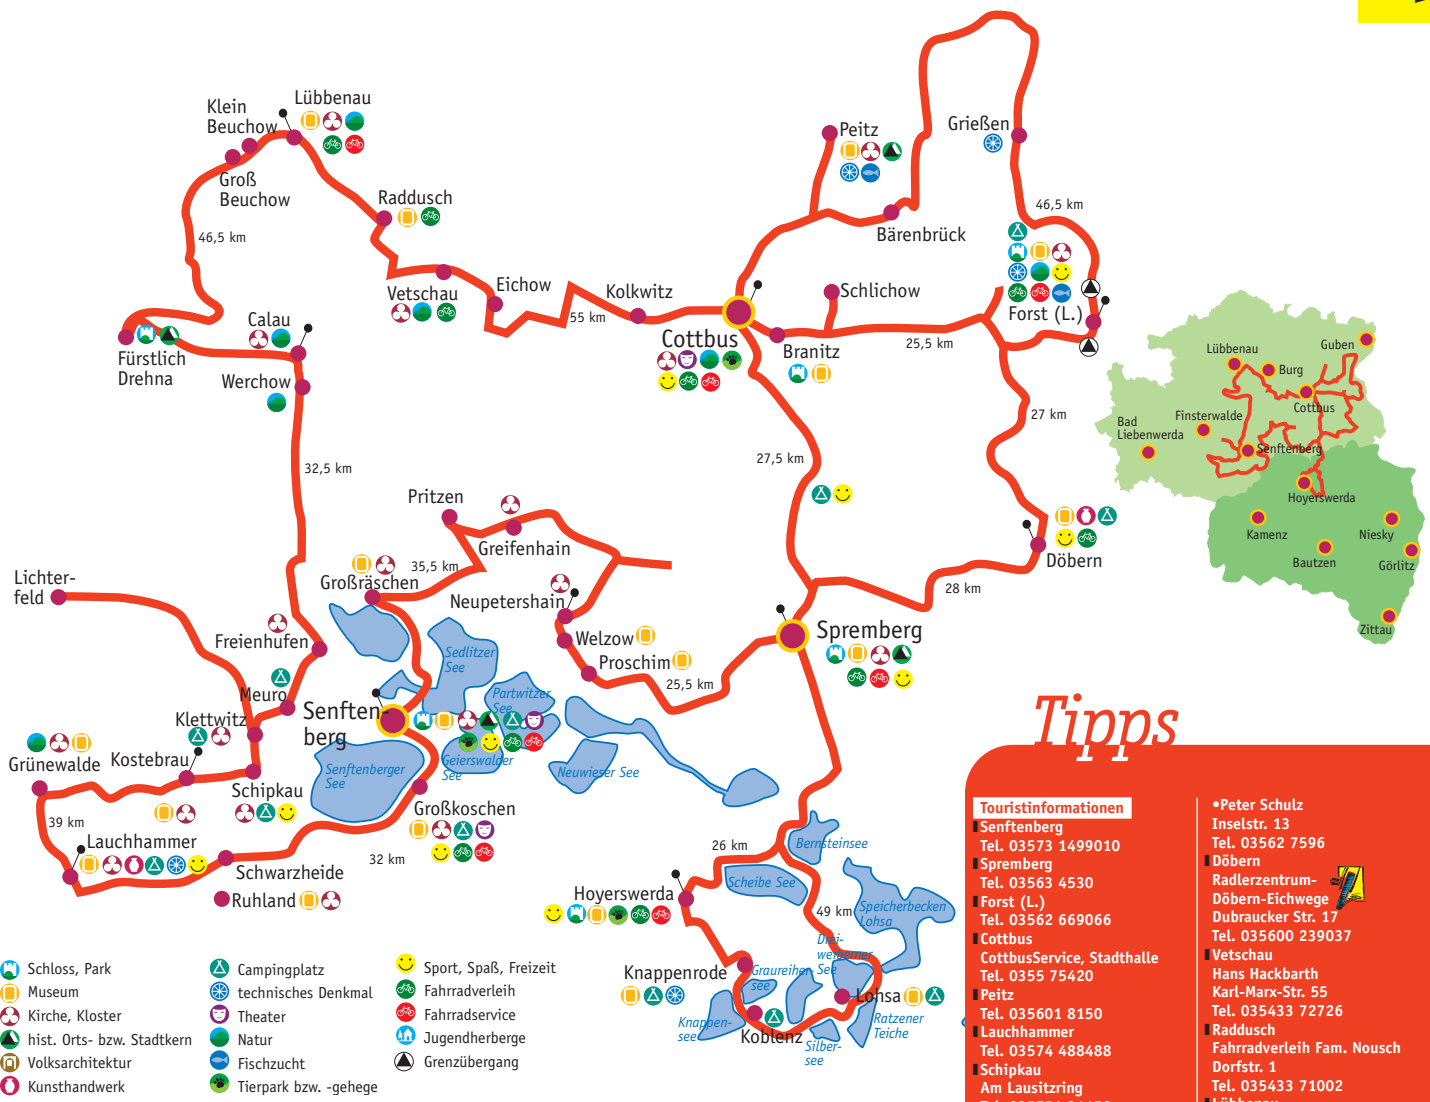 Klein
Beuchow
Lübbenau
Groß
Beuchow
Raddusch
46,5 km
Vetschau
Eichow
Kolkwitz
55 km
Calau
Fürstlich
Drehna
Werchow
32,5 km
Peitz
Grießen
46,5 km
Bärenbrück
Schlichow
Cottbus
Branitz
25,5 km
Forst (L.)
27 km
27,5 km
Döbern
28 km
Pritzen
Greifenhain
35,5 km
Großräschen
Neupetershain
Welzow
Proschim
25,5 km
Spremberg
Lichter-
feld
Freienhufen
Meuro
Klettwitz
Senften-
berg
Sedlitzer
See
Partwitzer
See
Geierswalder
See
Senftenberger
See
Neuwieser See
Grünewalde
Kostebrau
Schipkau
39 km
Lauchhammer
Großkoschen
32 km
Schwarzheide
Ruhland
26 km
Bernsteinsee
Scheibe See
Hoyerswerda
49 km
Speicherbecken
Lohsa
Drei-
weiberner
See
Knappenrode
Graureiher-
see
Lohsa
Knappen-
see
Koblenz
Silber-
see
Ratzener
Teiche
Lübbenau
Guben
Burg
Cottbus
Finsterwalde
Bad
Liebenwerda
Senftenberg
Hoyerswerda
Kamenz
Niesky
Bautzen
Görlitz
Zittau
Schloss, Park
Museum
Kirche, Kloster
hist. Orts- bzw. Stadtkern
Volksarchitektur
Kunsthandwerk
Campingplatz
technisches Denkmal
Theater
Natur
Fischzucht
Tierpark bzw. -gehege
Sport, Spaß, Freizeit
Fahrradverleih
Fahrradservice
Jugendherberge
Grenzübergang
Tipps
Touristinformationen
Senftenberg
Tel. 03573 1499010
Spremberg
Tel. 03563 4530
Forst (L.)
Tel. 03562 669066
Cottbus
CottbusService, Stadthalle
Tel. 0355 75420
Peitz
Tel. 035601 8150
Lauchhammer
Tel. 03574 488488
Schipkau
Am Lausitzring
•Peter Schulz
Inselstr. 13
Tel. 03562 7596
Döbern
Radlerzentrum-
Döbern-Eichwege
Dubraucker Str. 17
Tel. 035600 239037
Vetschau
Hans Hackbarth
Karl-Marx-Str. 55
Tel. 035433 72726
Raddusch
Fahrradverleih Fam. Nousch
Dorfstr. 1
Tel. 035433 71002
Lübbenau